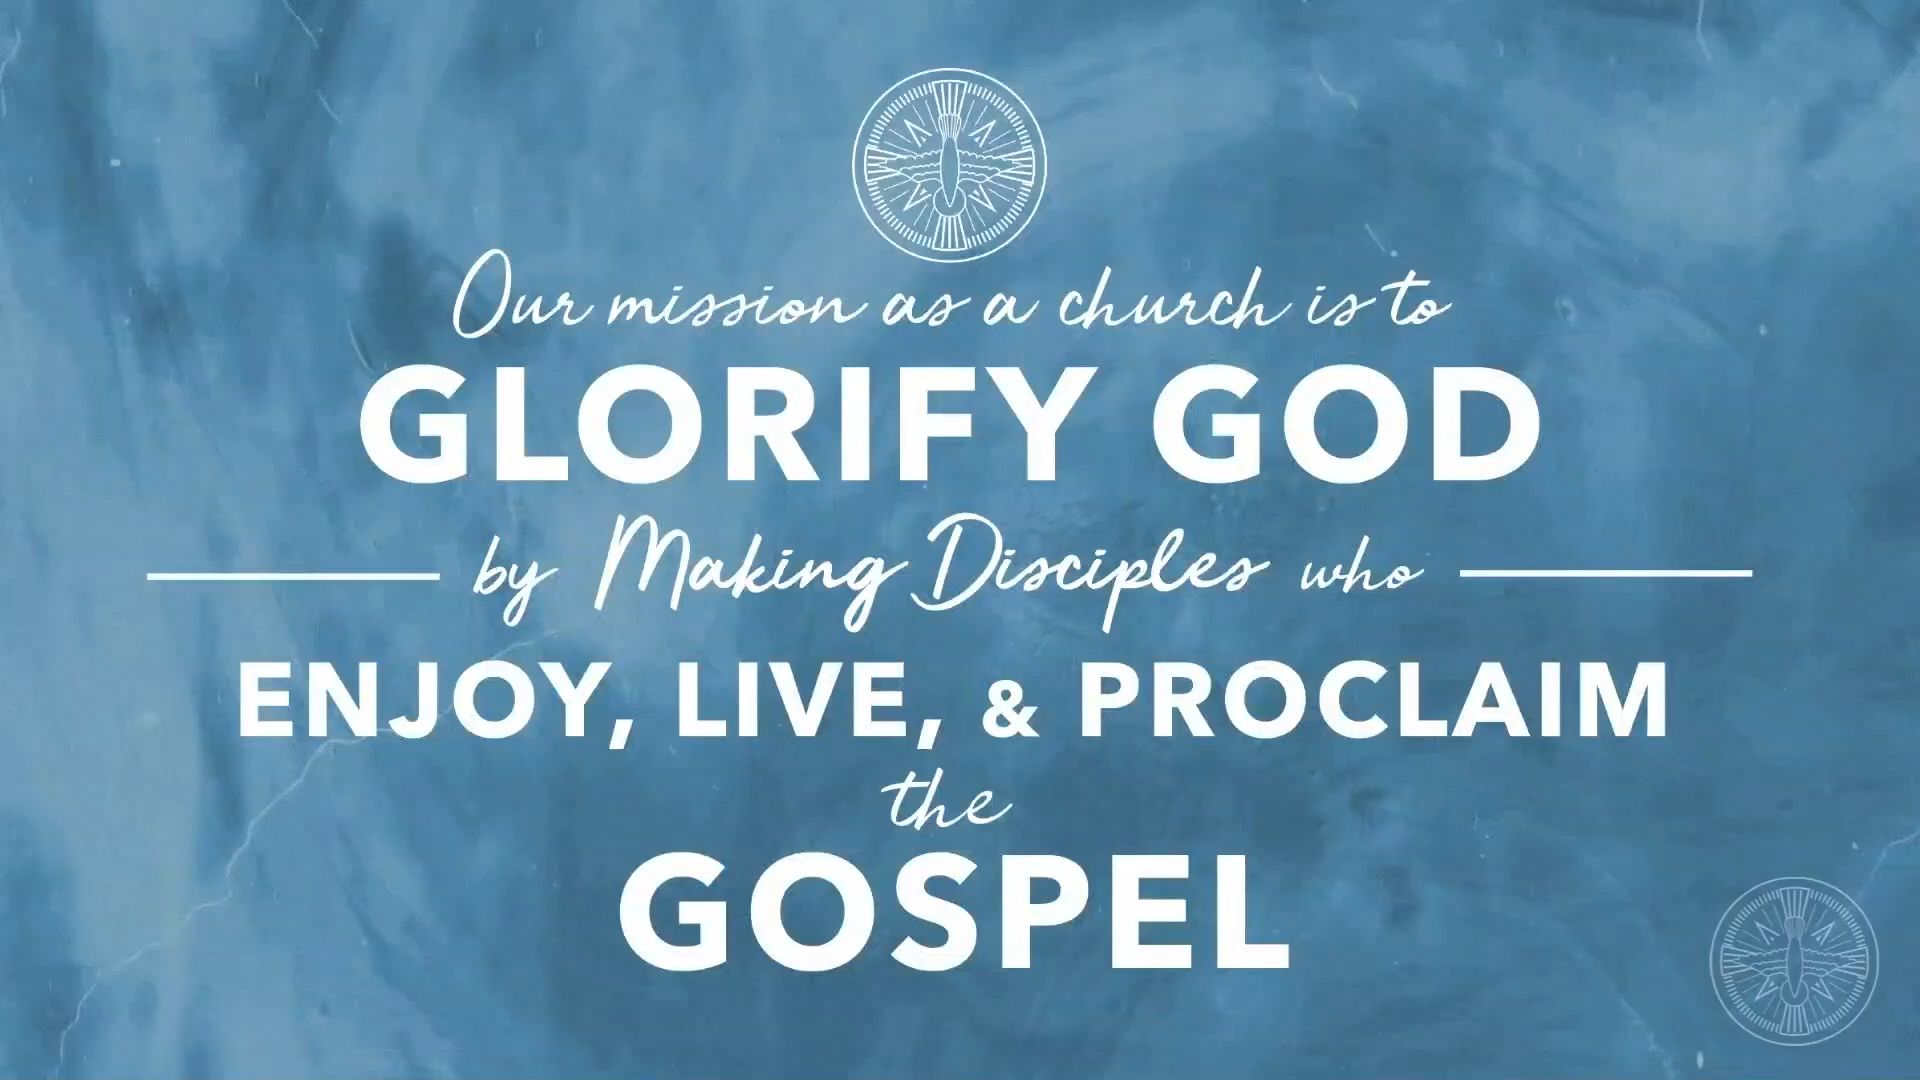 Our mission as a church is to
GLORIFY GOD
by Making Disciples who
ENJOY, LIVE, & PROCLAIM
the
GOSPEL